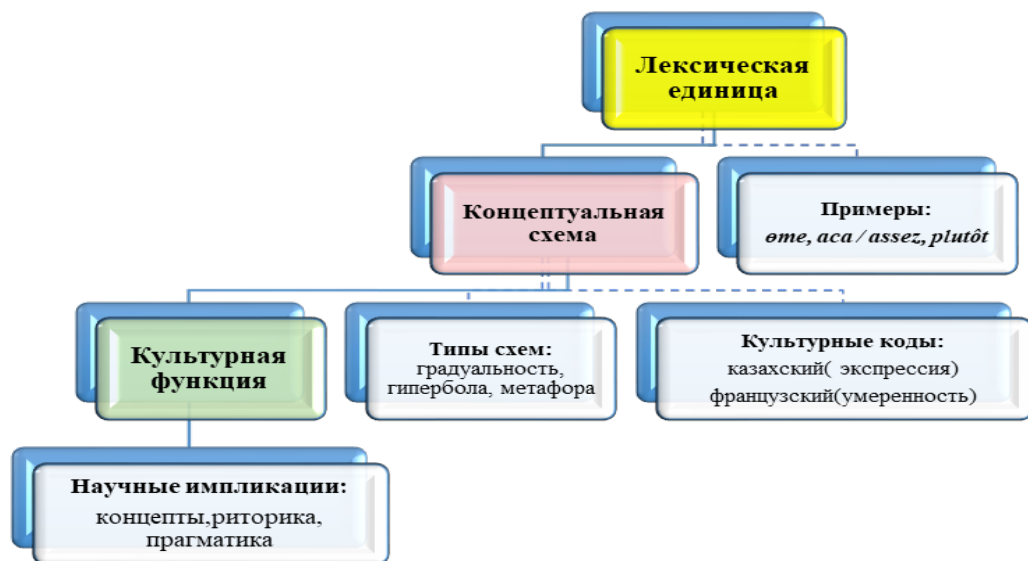 Лексическая
единица
Концептуальная
схема
Примеры:
өте, аса / assez, plutôt
Культурная
функция
Типы схем:
градуальность,
гипербола, метафора
Культурные коды:
казахский( экспрессия)
французский(умеренность)
Научные импликации:
концепты,риторика,
прагматика